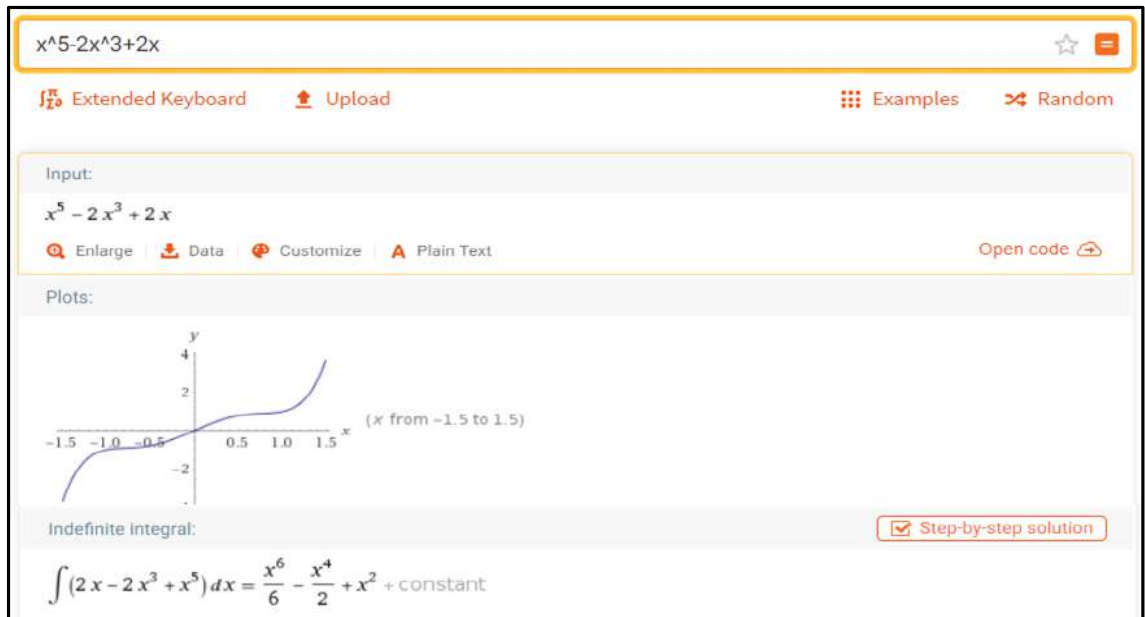 x^5-2x^3+2x
Extended Keyboard Upload Examples Random
Input:
x⁵ – 2 x³ + 2 x
Enlarge Data Customize A Plain Text Open code
Plots:
y
4
2
-1.5 -1.0 -0.5 0.5 1.0 1.5 x (x from -1.5 to 1.5)
-2
Indefinite integral: Step-by-step solution
∫(2 x – 2 x³ + x⁵) dx = x⁶/6 – x⁴/2 + x² + constant